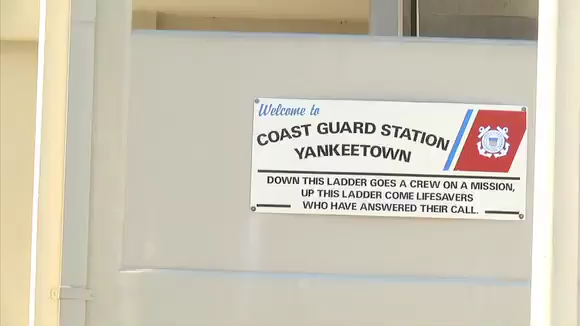 Welcome to
COAST GUARD STATION
YANKEETOWN
DOWN THIS LADDER GOES A CREW ON A MISSION,
UP THIS LADDER COME LIFESAVERS
WHO HAVE ANSWERED THEIR CALL.